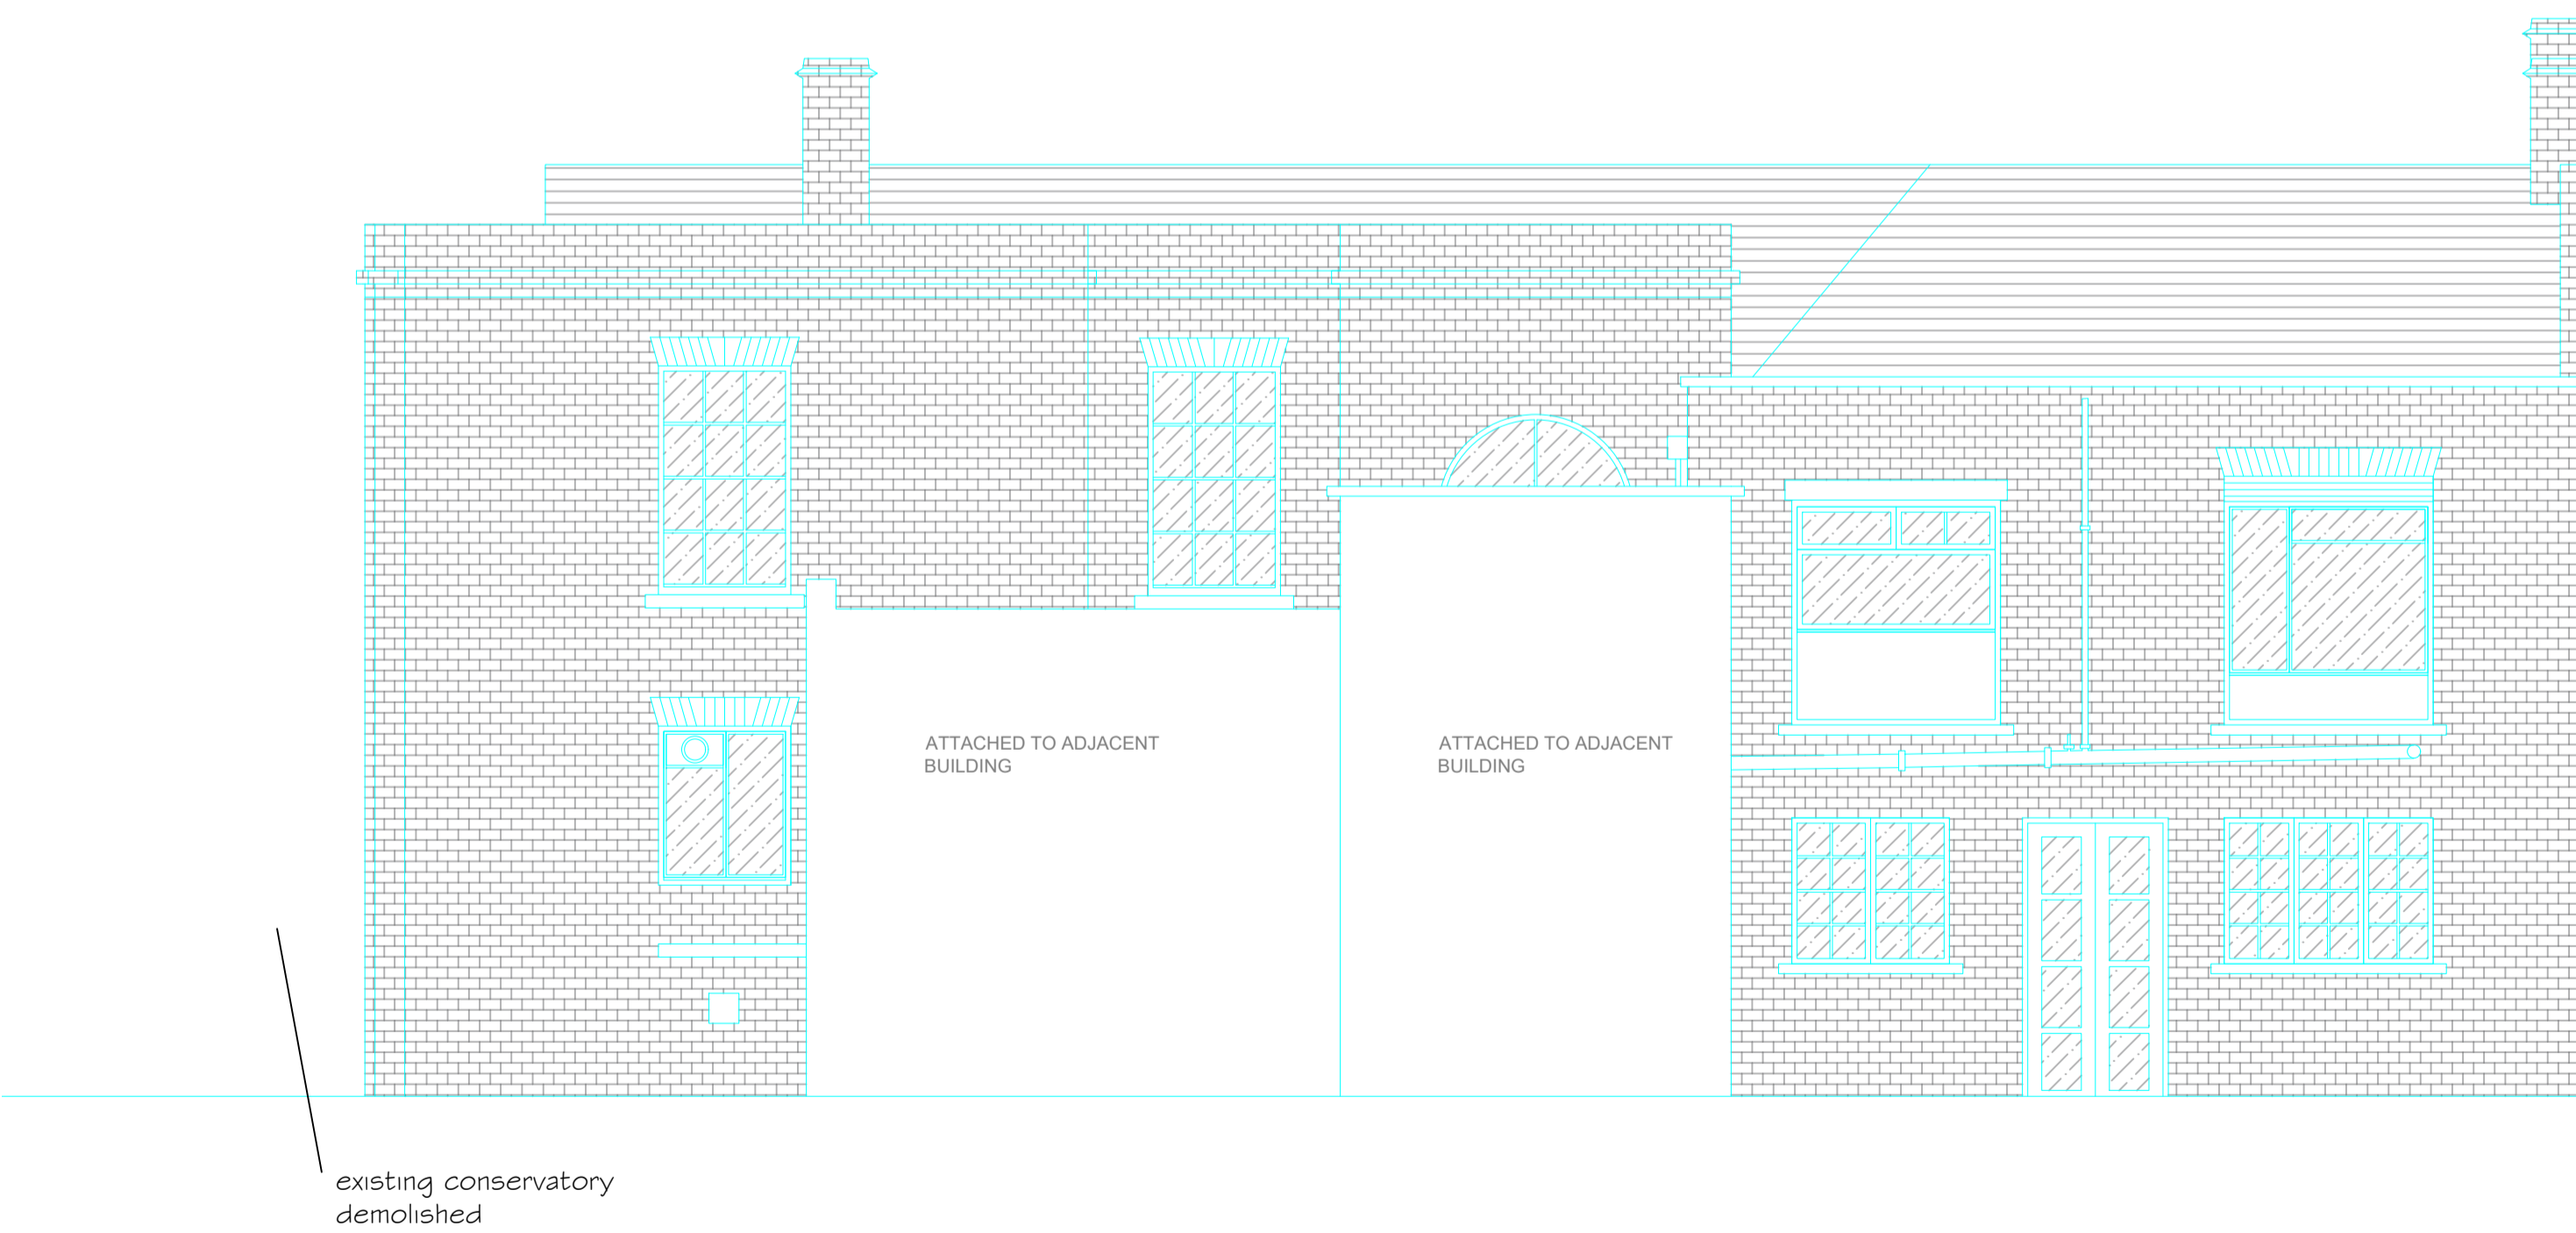 ATTACHED TO ADJACENT
BUILDING
ATTACHED TO ADJACENT
BUILDING
existing conservatory
demolished